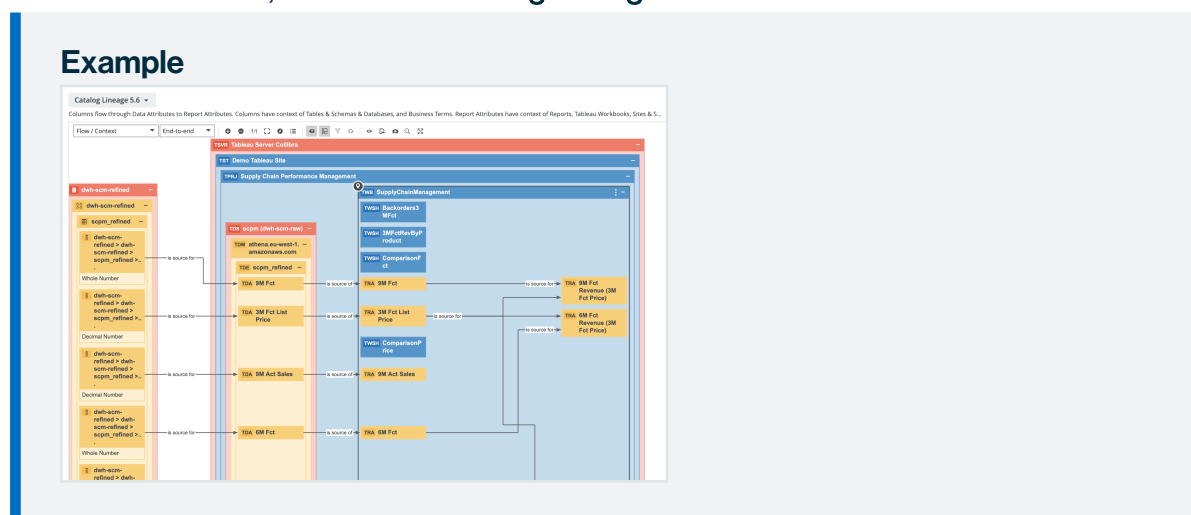 Example
Catalog Lineage 5.6
Columns flow through Data Attributes to Report Attributes. Columns have context of Tables & Schemas & Databases, and Business Terms. Report Attributes have context of Reports, Tableau Workbooks, Sites & S...
Flow / Context
End-to-end
1:1
TSVR Tableau Server Collibra
TST Demo Tableau Site
TPRJ Supply Chain Performance Management
dwh-scm-refined
dwh-scm-refined
scpm_refined
dwh-scm-
refined > dwh-
scm-refined >
scpm_refined >..
.
Whole Number
dwh-scm-
refined > dwh-
scm-refined >
scpm_refined >..
.
Decimal Number
dwh-scm-
refined > dwh-
scm-refined >
scpm_refined >..
.
Decimal Number
dwh-scm-
refined > dwh-
scm-refined >
scpm_refined >..
.
Whole Number
dwh-scm-
refined > dwh-
is source for
is source for
is source for
is source for
TDS scpm (dwh-scm-raw)
TDM athena.eu-west-1.
amazonaws.com
TDE scpm_refined
TDA 9M Fct
TDA 3M Fct List
Price
TDA 9M Act Sales
TDA 6M Fct
is source of
is source of
is source of
is source of
TWB SupplyChainManagement
TWSH Backorders3
MFct
TWSH 3MFctRevByP
roduct
TWSH ComparisonF
ct
TRA 9M Fct
TRA 3M Fct List
Price
TWSH ComparisonP
rice
TRA 9M Act Sales
TRA 6M Fct
is source for
is source for
is source for
TRA 9M Fct
Revenue (3M
Fct Price)
TRA 6M Fct
Revenue (3M
Fct Price)